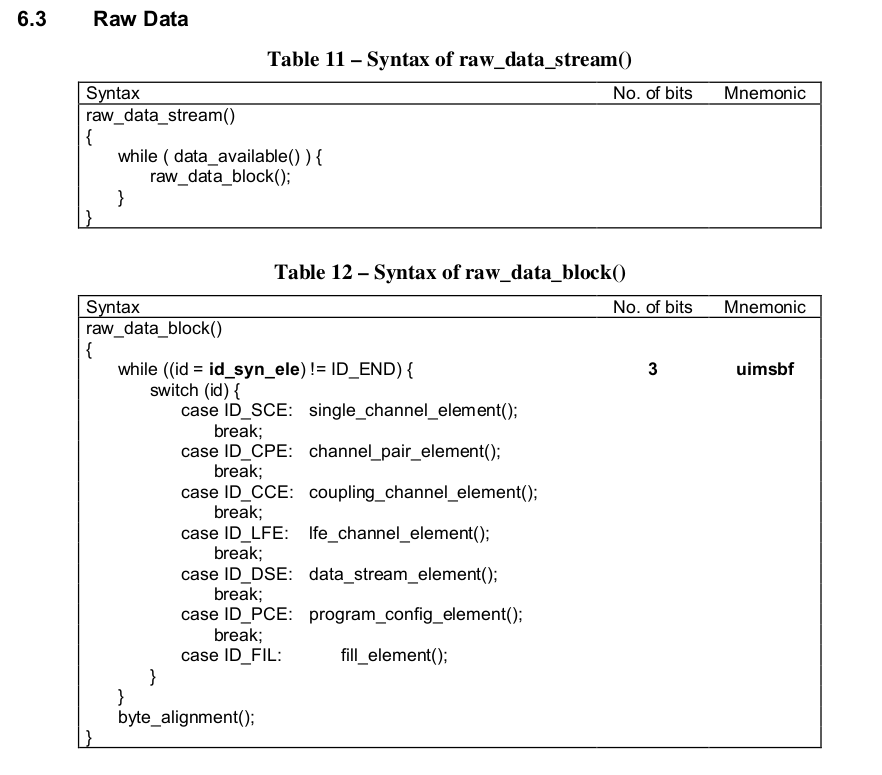 6.3 Raw Data
Table 11 – Syntax of raw_data_stream()
Syntax No. of bits Mnemonic
raw_data_stream()
{
while ( data_available() ) {
raw_data_block();
}
}
Table 12 – Syntax of raw_data_block()
Syntax No. of bits Mnemonic
raw_data_block()
{
while ((id = id_syn_ele) != ID_END) { 3 uimsbf
switch (id) {
case ID_SCE: single_channel_element();
break;
case ID_CPE: channel_pair_element();
break;
case ID_CCE: coupling_channel_element();
break;
case ID_LFE: lfe_channel_element();
break;
case ID_DSE: data_stream_element();
break;
case ID_PCE: program_config_element();
break;
case ID_FIL: fill_element();
}
}
byte_alignment();
}